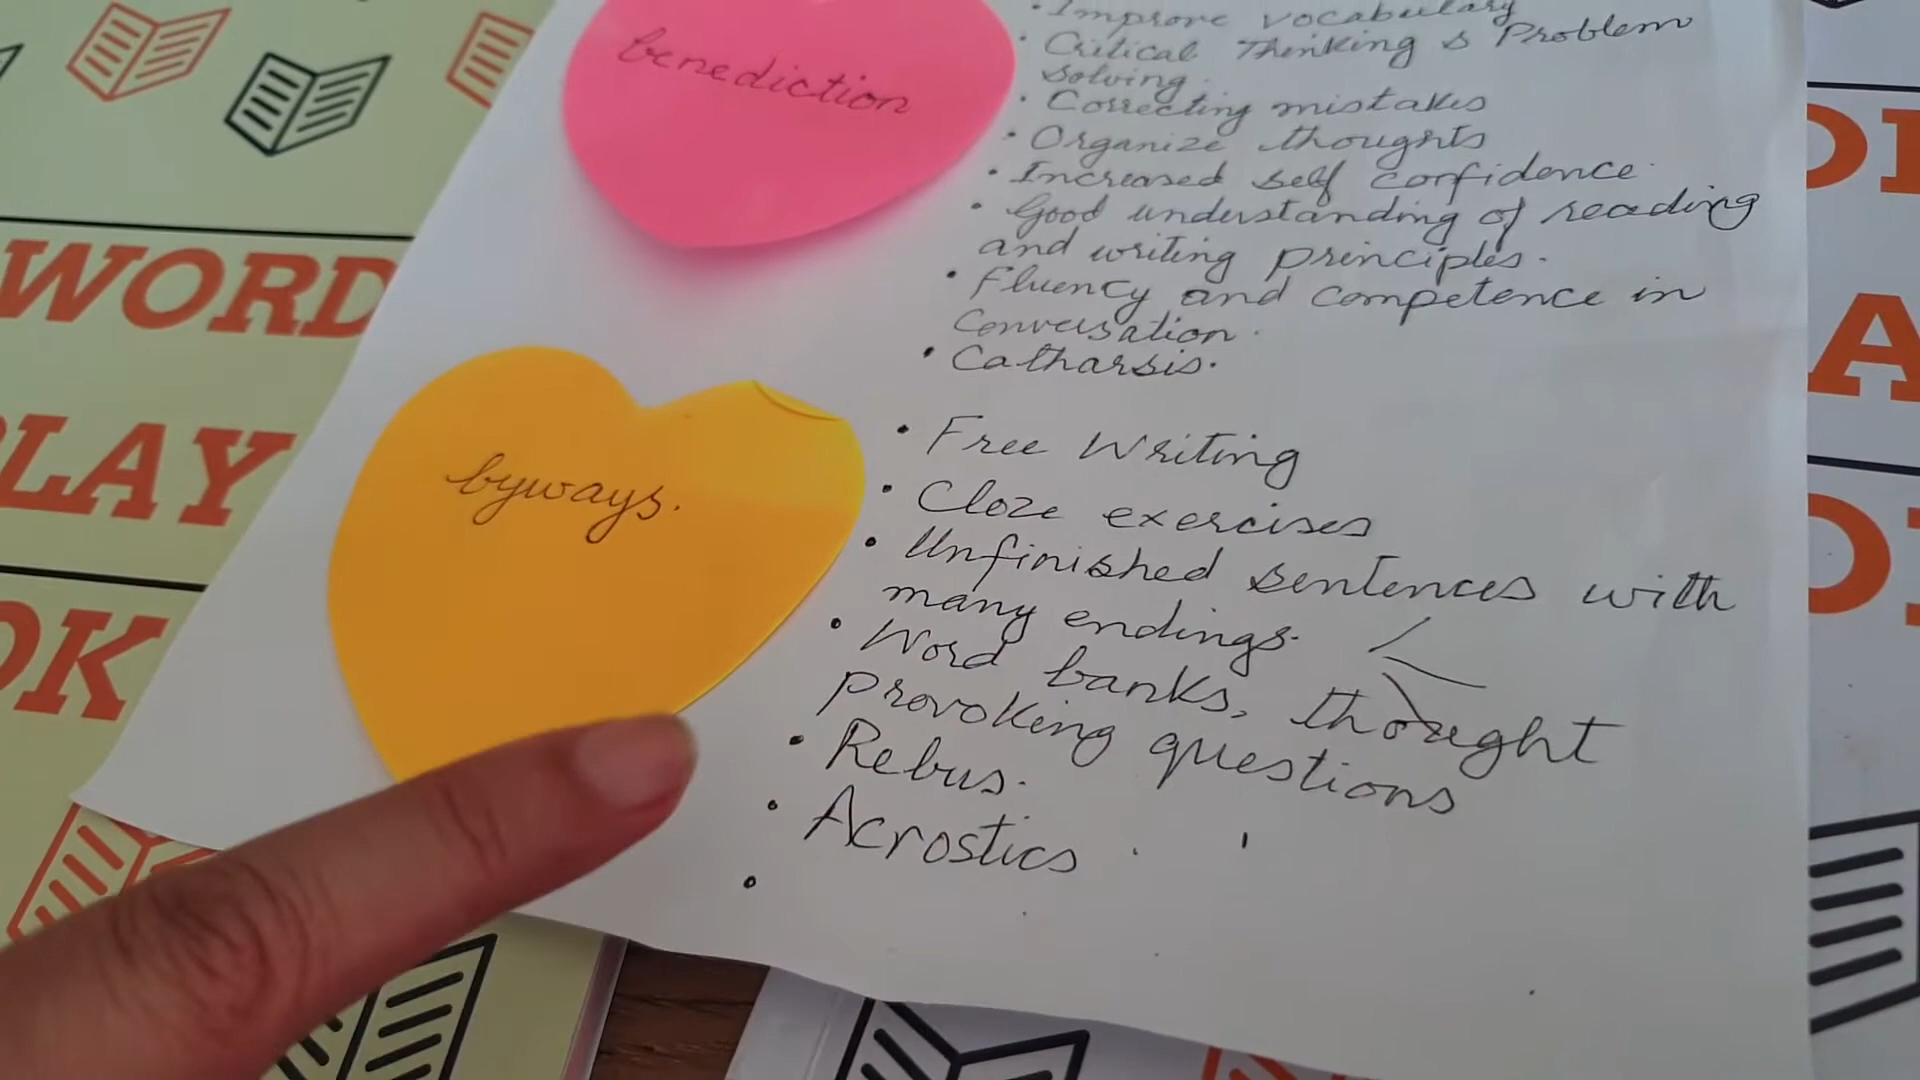 benediction
• Improve vocabulary
• Critical Thinking & Problem
solving.
• Correcting mistakes
• Organize thoughts
• Increased self confidence.
• Good understanding of reading
and writing principles.
• Fluency and competence in
Conversation.
• Catharsis.
byways.
• Free Writing
• Cloze exercises
• Unfinished sentences with
many endings.
• Word banks, thought
provoking questions
• Rebus.
• Acrostics
WORD
PLAY
OK
A